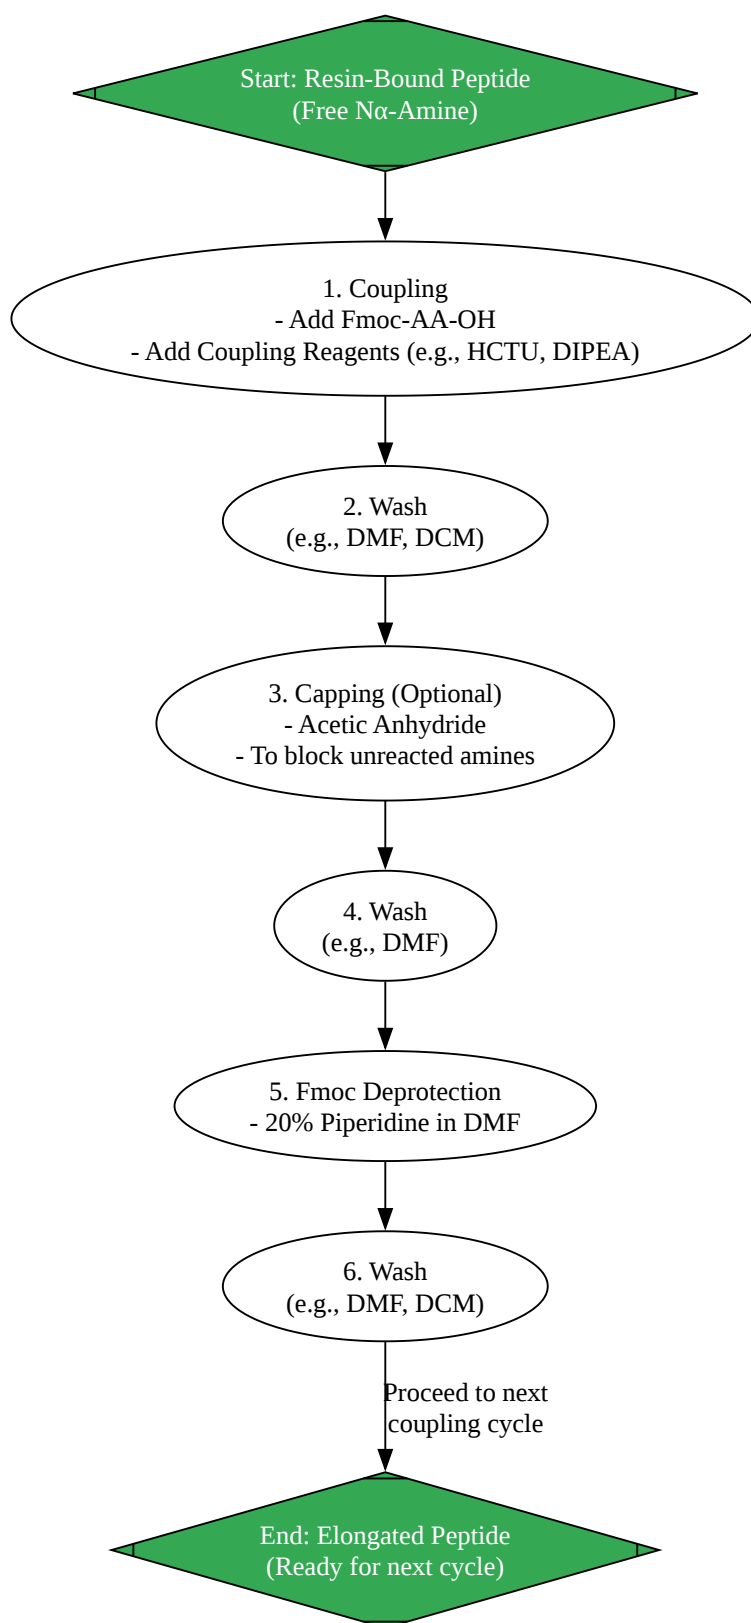 Start: Resin-Bound Peptide
(Free Nα-Amine)
1. Coupling
- Add Fmoc-AA-OH
- Add Coupling Reagents (e.g., HCTU, DIPEA)
2. Wash
(e.g., DMF, DCM)
3. Capping (Optional)
- Acetic Anhydride
- To block unreacted amines
4. Wash
(e.g., DMF)
5. Fmoc Deprotection
- 20% Piperidine in DMF
6. Wash
(e.g., DMF, DCM)
Proceed to next
coupling cycle
End: Elongated Peptide
(Ready for next cycle)